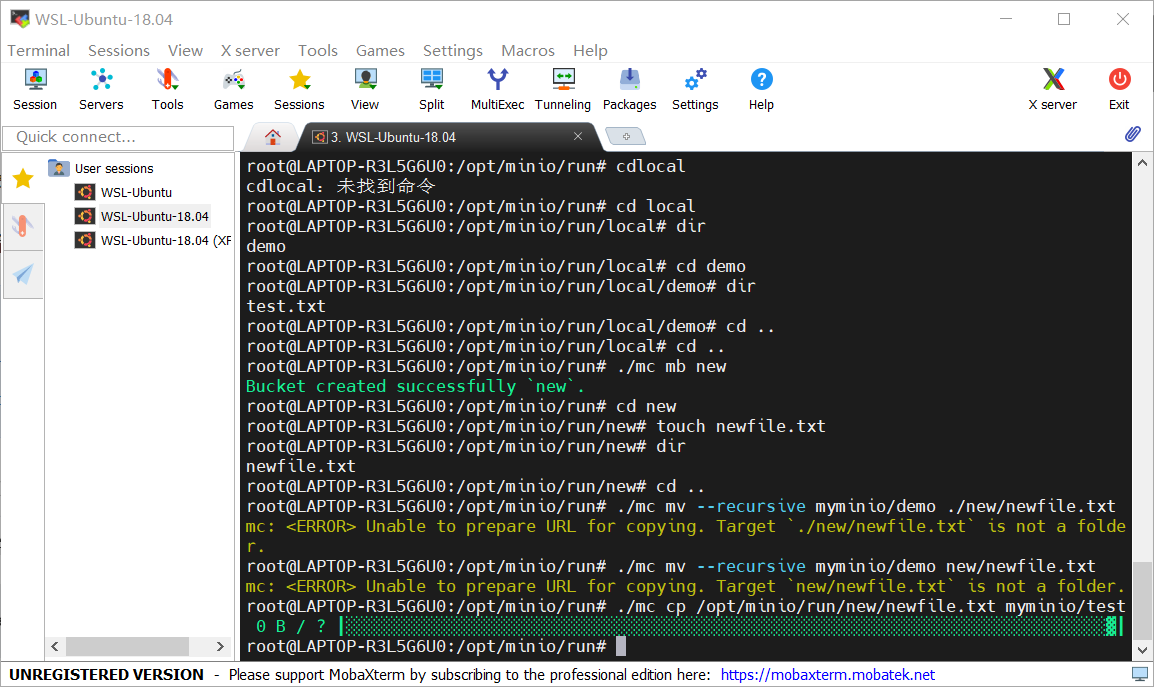 WSL-Ubuntu-18.04
Terminal Sessions View X server Tools Games Settings Macros Help
Session Servers Tools Games Sessions View Split MultiExec Tunneling Packages Settings Help X server Exit
Quick connect...
3. WSL-Ubuntu-18.04
User sessions
WSL-Ubuntu
WSL-Ubuntu-18.04
WSL-Ubuntu-18.04 (XF
root@LAPTOP-R3L5G6U0:/opt/minio/run# cdlocal
cdlocal: 未找到命令
root@LAPTOP-R3L5G6U0:/opt/minio/run# cd local
root@LAPTOP-R3L5G6U0:/opt/minio/run/local# dir
demo
root@LAPTOP-R3L5G6U0:/opt/minio/run/local# cd demo
root@LAPTOP-R3L5G6U0:/opt/minio/run/local/demo# dir
test.txt
root@LAPTOP-R3L5G6U0:/opt/minio/run/local/demo# cd ..
root@LAPTOP-R3L5G6U0:/opt/minio/run/local# cd ..
root@LAPTOP-R3L5G6U0:/opt/minio/run# ./mc mb new
Bucket created successfully `new`.
root@LAPTOP-R3L5G6U0:/opt/minio/run# cd new
root@LAPTOP-R3L5G6U0:/opt/minio/run/new# touch newfile.txt
root@LAPTOP-R3L5G6U0:/opt/minio/run/new# dir
newfile.txt
root@LAPTOP-R3L5G6U0:/opt/minio/run/new# cd ..
root@LAPTOP-R3L5G6U0:/opt/minio/run# ./mc mv --recursive myminio/demo ./new/newfile.txt
mc: <ERROR> Unable to prepare URL for copying. Target `./new/newfile.txt` is not a folde
r.
root@LAPTOP-R3L5G6U0:/opt/minio/run# ./mc mv --recursive myminio/demo new/newfile.txt
mc: <ERROR> Unable to prepare URL for copying. Target `new/newfile.txt` is not a folder.
root@LAPTOP-R3L5G6U0:/opt/minio/run# ./mc cp /opt/minio/run/new/newfile.txt myminio/test
0 B / ?
root@LAPTOP-R3L5G6U0:/opt/minio/run#
UNREGISTERED VERSION - Please support MobaXterm by subscribing to the professional edition here: https://mobaxterm.mobatek.net